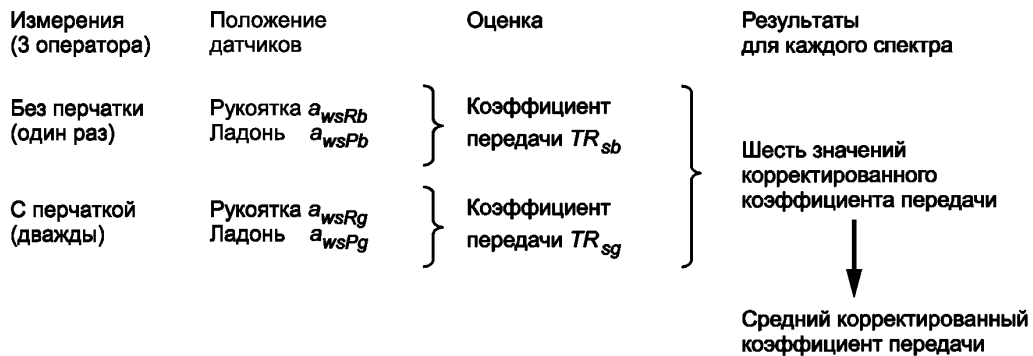 Измерения Положение Оценка Результаты
(3 оператора) датчиков для каждого спектра
Без перчатки Рукоятка a_wsRb Коэффициент
(один раз) Ладонь a_wsPb передачи TR_sb
Шесть значений
корректированного
коэффициента передачи
С перчаткой Рукоятка a_wsRg Коэффициент
(дважды) Ладонь a_wsPg передачи TR_sg
Средний корректированный
коэффициент передачи